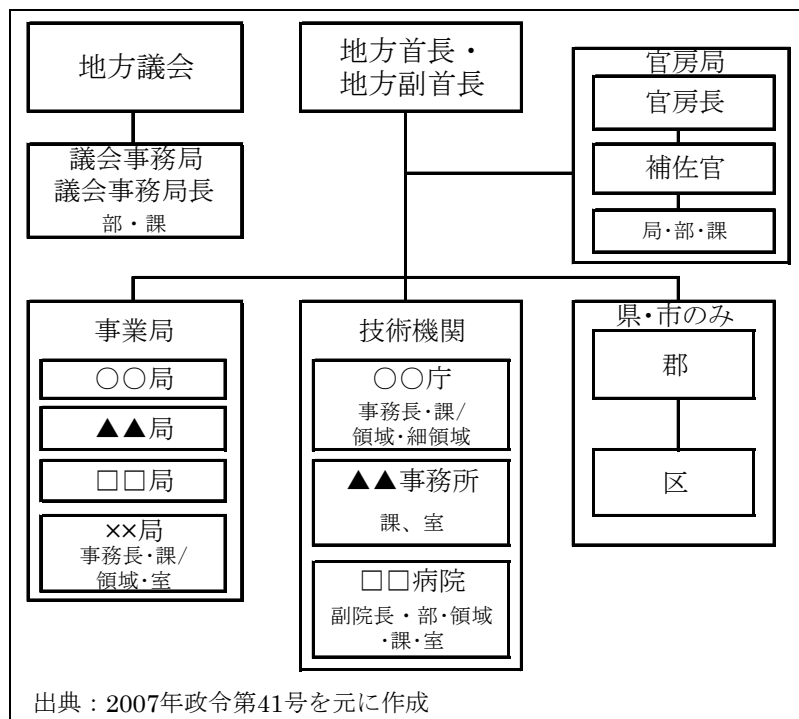 地方議会
議会事務局
議会事務局長
部・課
地方首長・
地方副首長
官房局
官房長
補佐官
局・部・課
事業局
○○局
▲▲局
□□局
××局
事務長・課/
領域・室
技術機関
○○庁
事務長・課/
領域・細領域
▲▲事務所
課、室
□□病院
副院長・部・領域
・課・室
県・市のみ
郡
区
出典：2007年政令第41号を元に作成